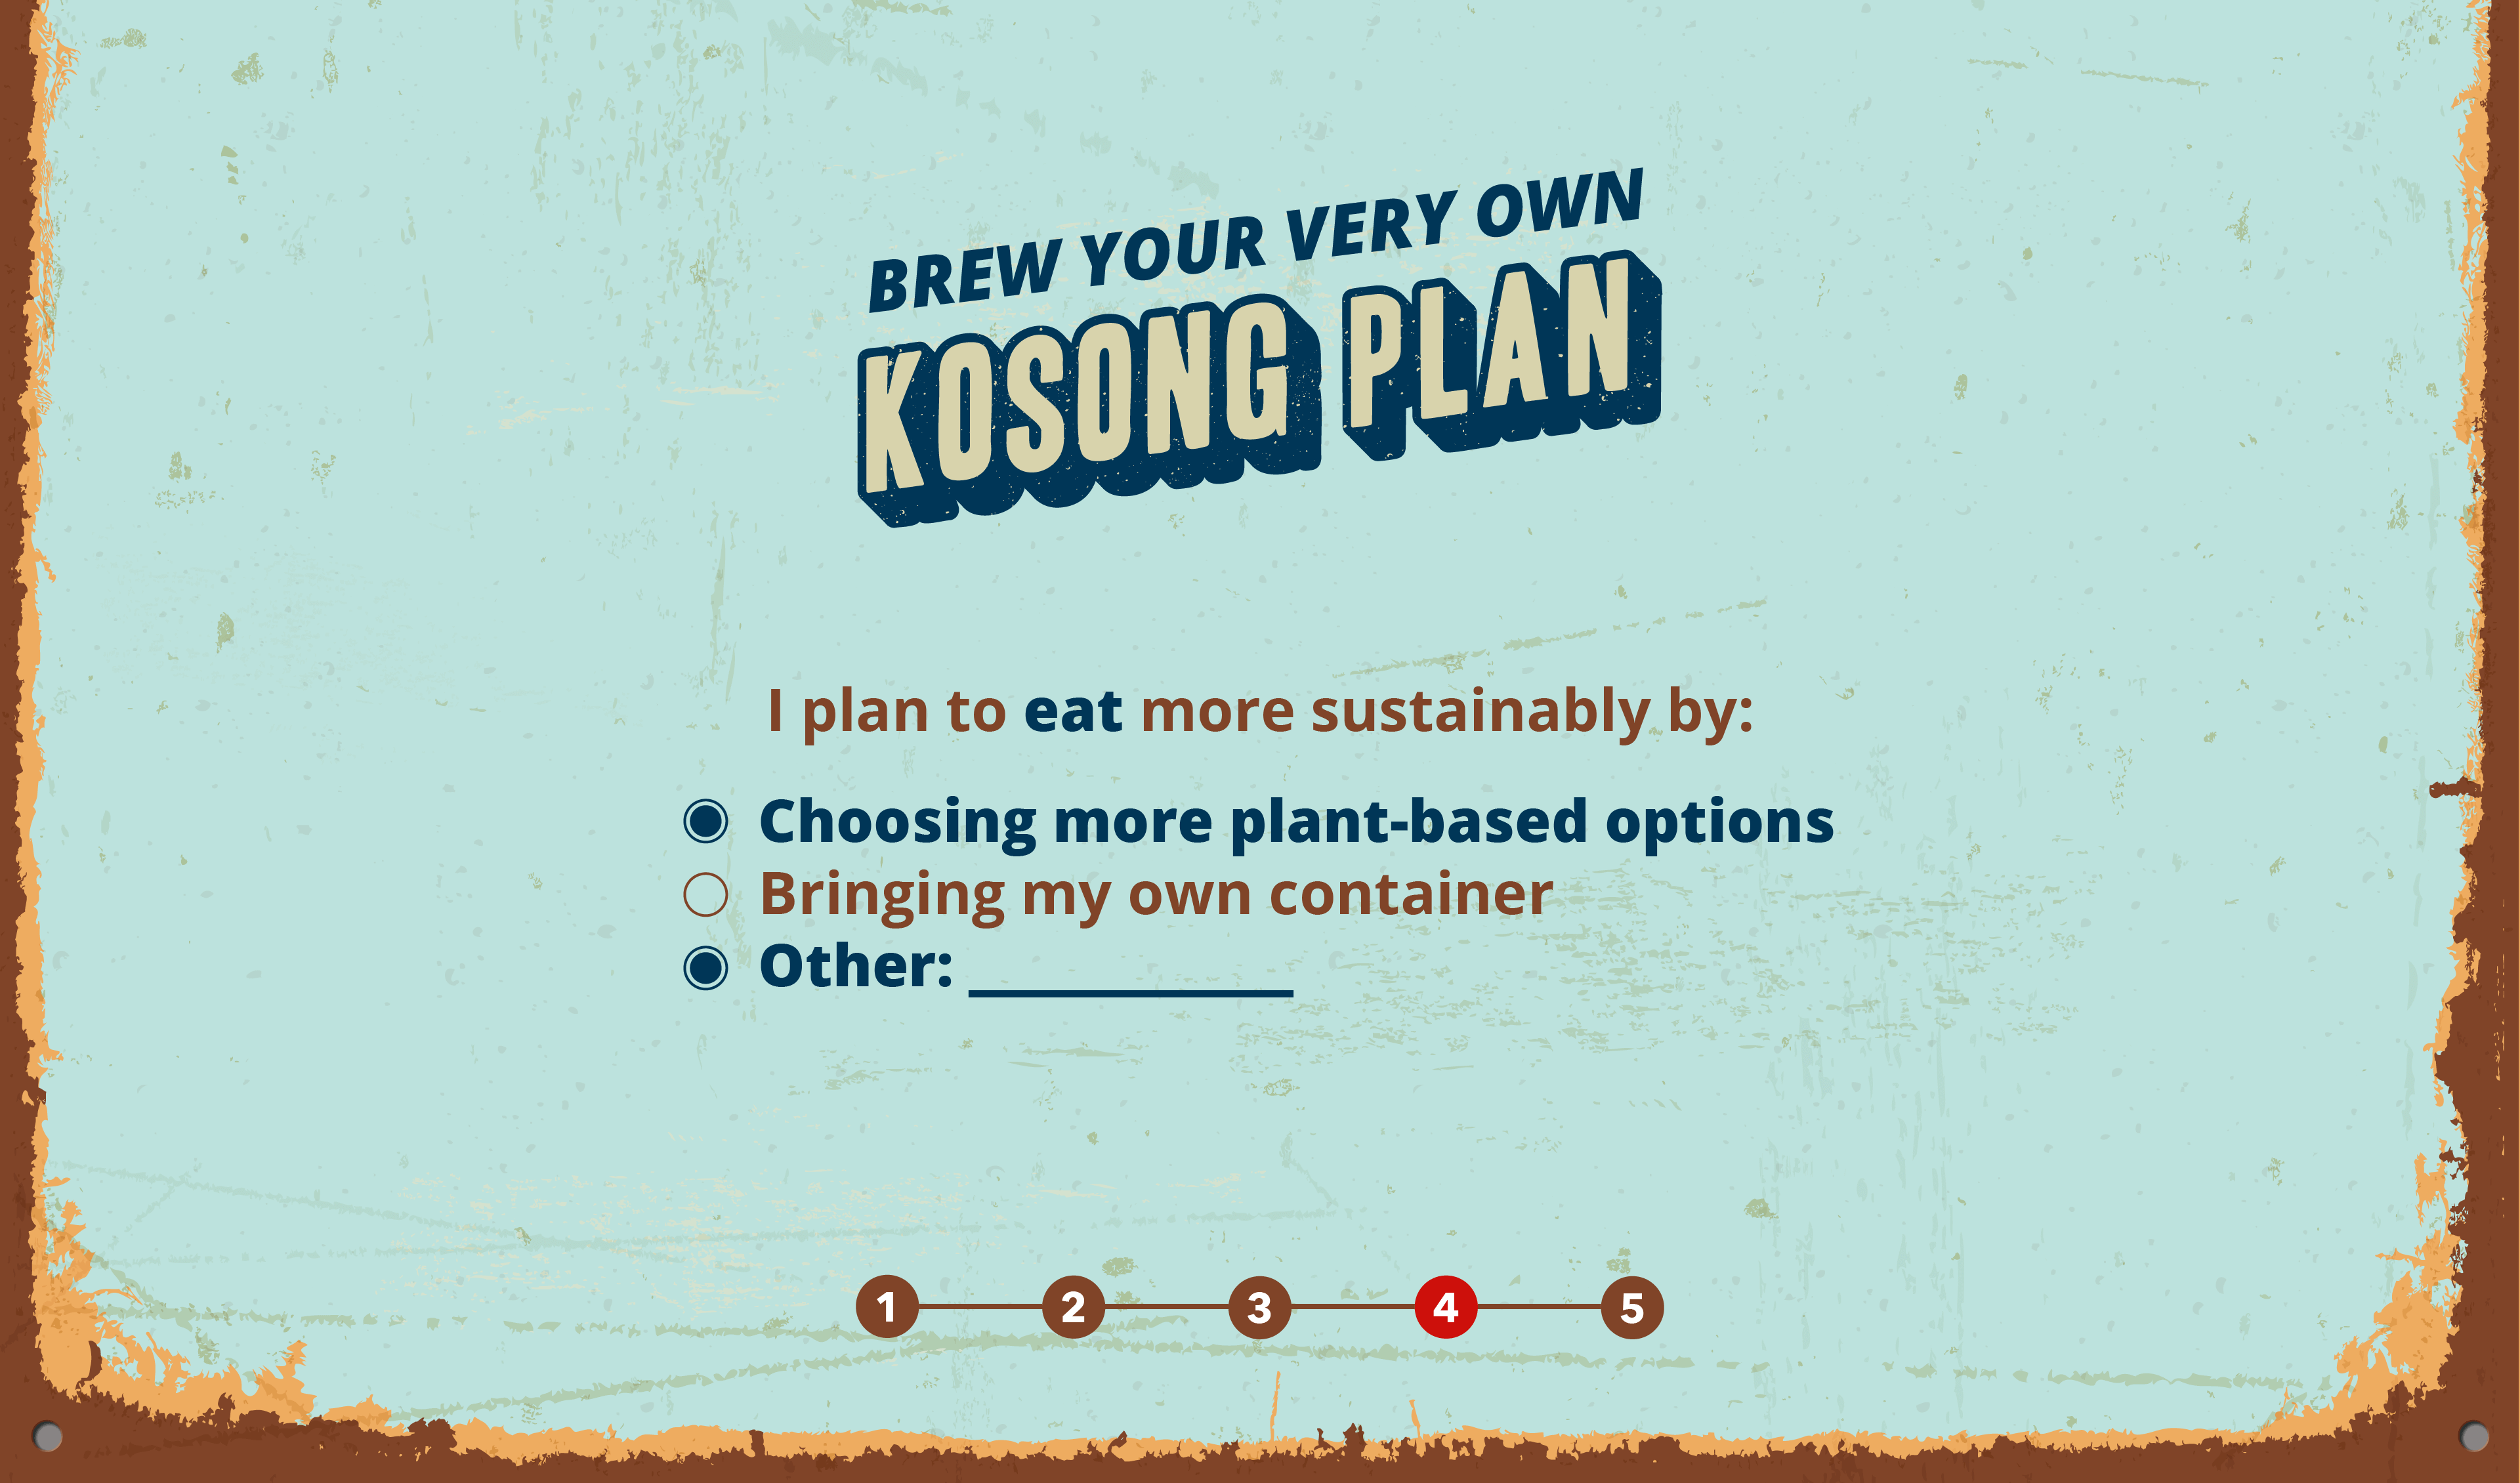 BREW YOUR VERY OWN
KOSONG PLAN
I plan to eat more sustainably by:
Choosing more plant-based options
Bringing my own container
Other: __________
1 2 3 4 5